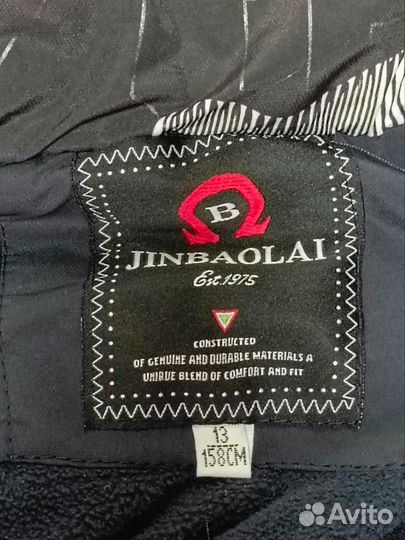 B
JINBAOLAI
Est.1975
CONSTRUCTED
OF GENUINE AND DURABLE MATERIALS A
UNIQUE BLEND OF COMFORT AND FIT
13
158CM
Avito